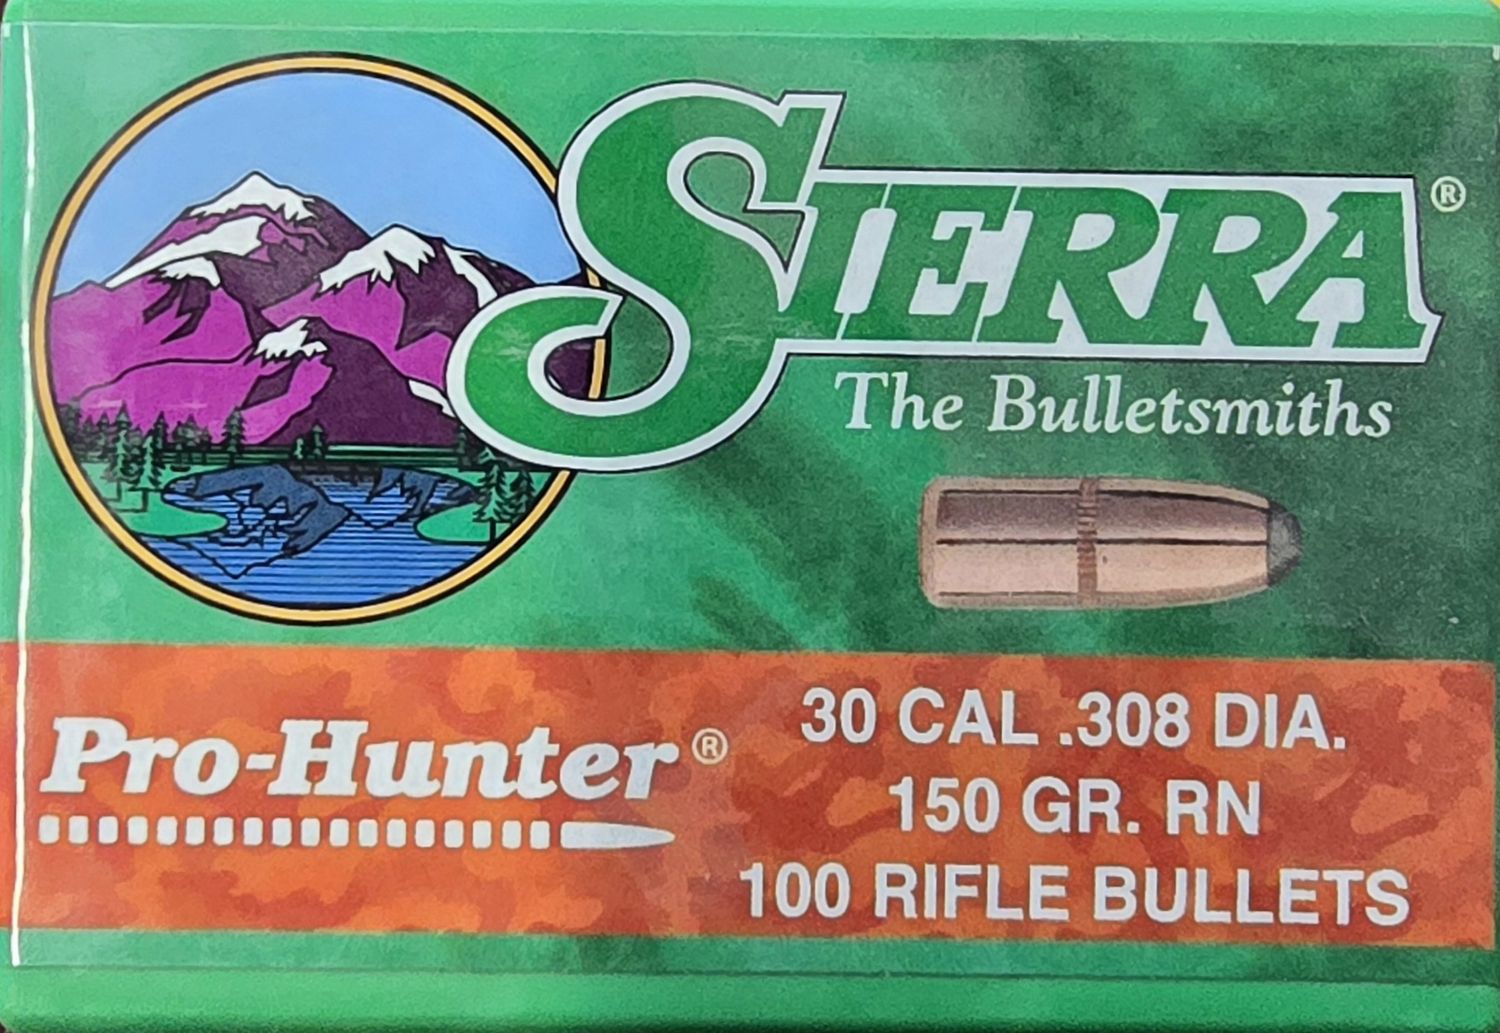 SIERRA®
The Bulletsmiths
Pro-Hunter®
30 CAL .308 DIA.
150 GR. RN
100 RIFLE BULLETS